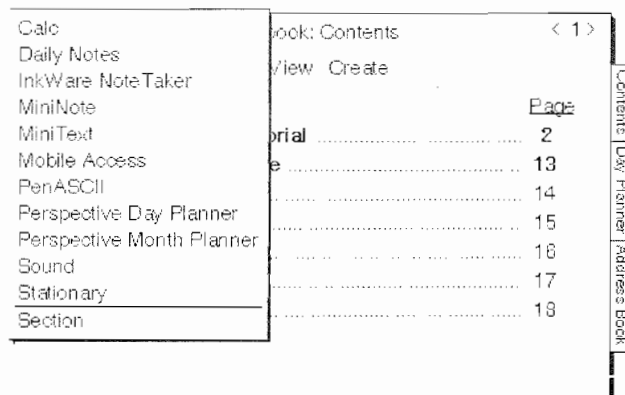 Calc
Daily Notes
InkWare NoteTaker
MiniNote
MiniText
Mobile Access
PenASCII
Perspective Day Planner
Perspective Month Planner
Sound
Stationary
Section
ook: Contents < 1 >
View Create
Page
orial 2
e 13
14
15
16
17
18
Contents
Day Planner
Address Book